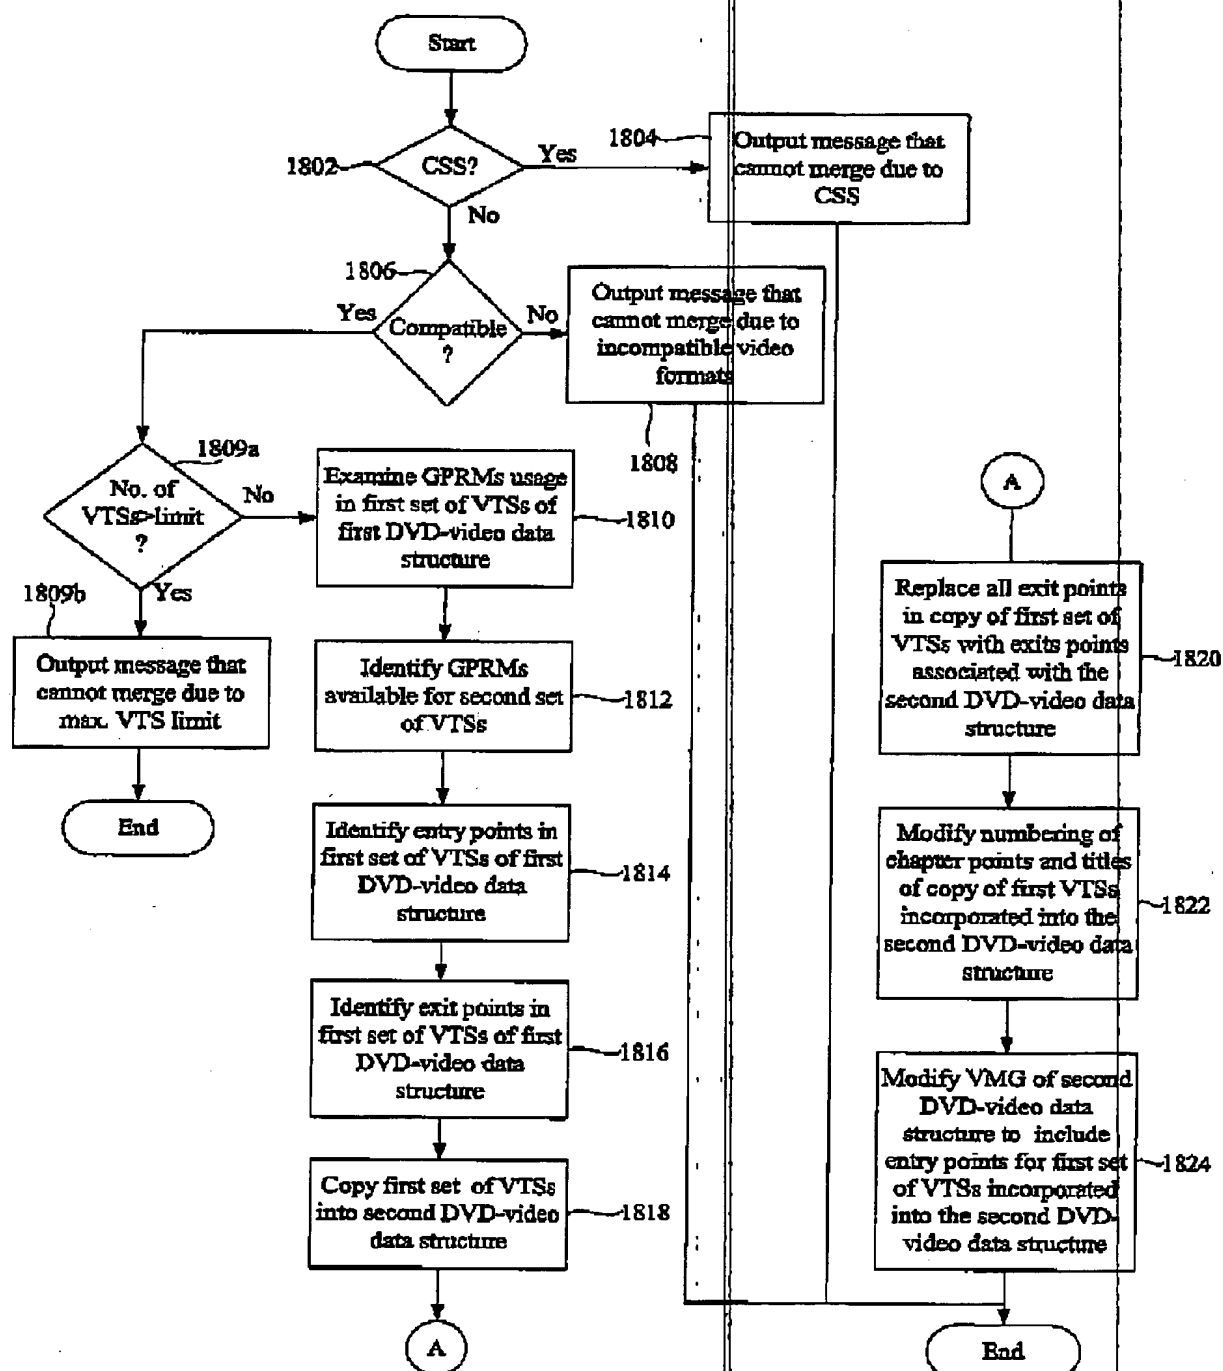 Start
1802
CSS?
Yes
No
1804
Output message that
cannot merge due to
CSS
1806
Yes
Compatible
?
No
Output message that
cannot merge due to
incompatible video
formats
1808
1809a
No. of
VTSs>limit
?
No
Yes
1809b
Output message that
cannot merge due to
max. VTS limit
End
Examine GPRMs usage
in first set of VTSs of
first DVD-video data
structure
1810
Identify GPRMs
available for second set
of VTSs
1812
Identify entry points in
first set of VTSs of first
DVD-video data
structure
1814
Identify exit points in
first set of VTSs of first
DVD-video data
structure
1816
Copy first set of VTSs
into second DVD-video
data structure
1818
A
A
Replace all exit points
in copy of first set of
VTSs with exits points
associated with the
second DVD-video data
structure
1820
Modify numbering of
chapter points and titles
of copy of first VTSs
incorporated into the
second DVD-video data
structure
1822
Modify VMG of second
DVD-video data
structure to include
entry points for first set
of VTSs incorporated
into the second DVD-
video data structure
1824
End